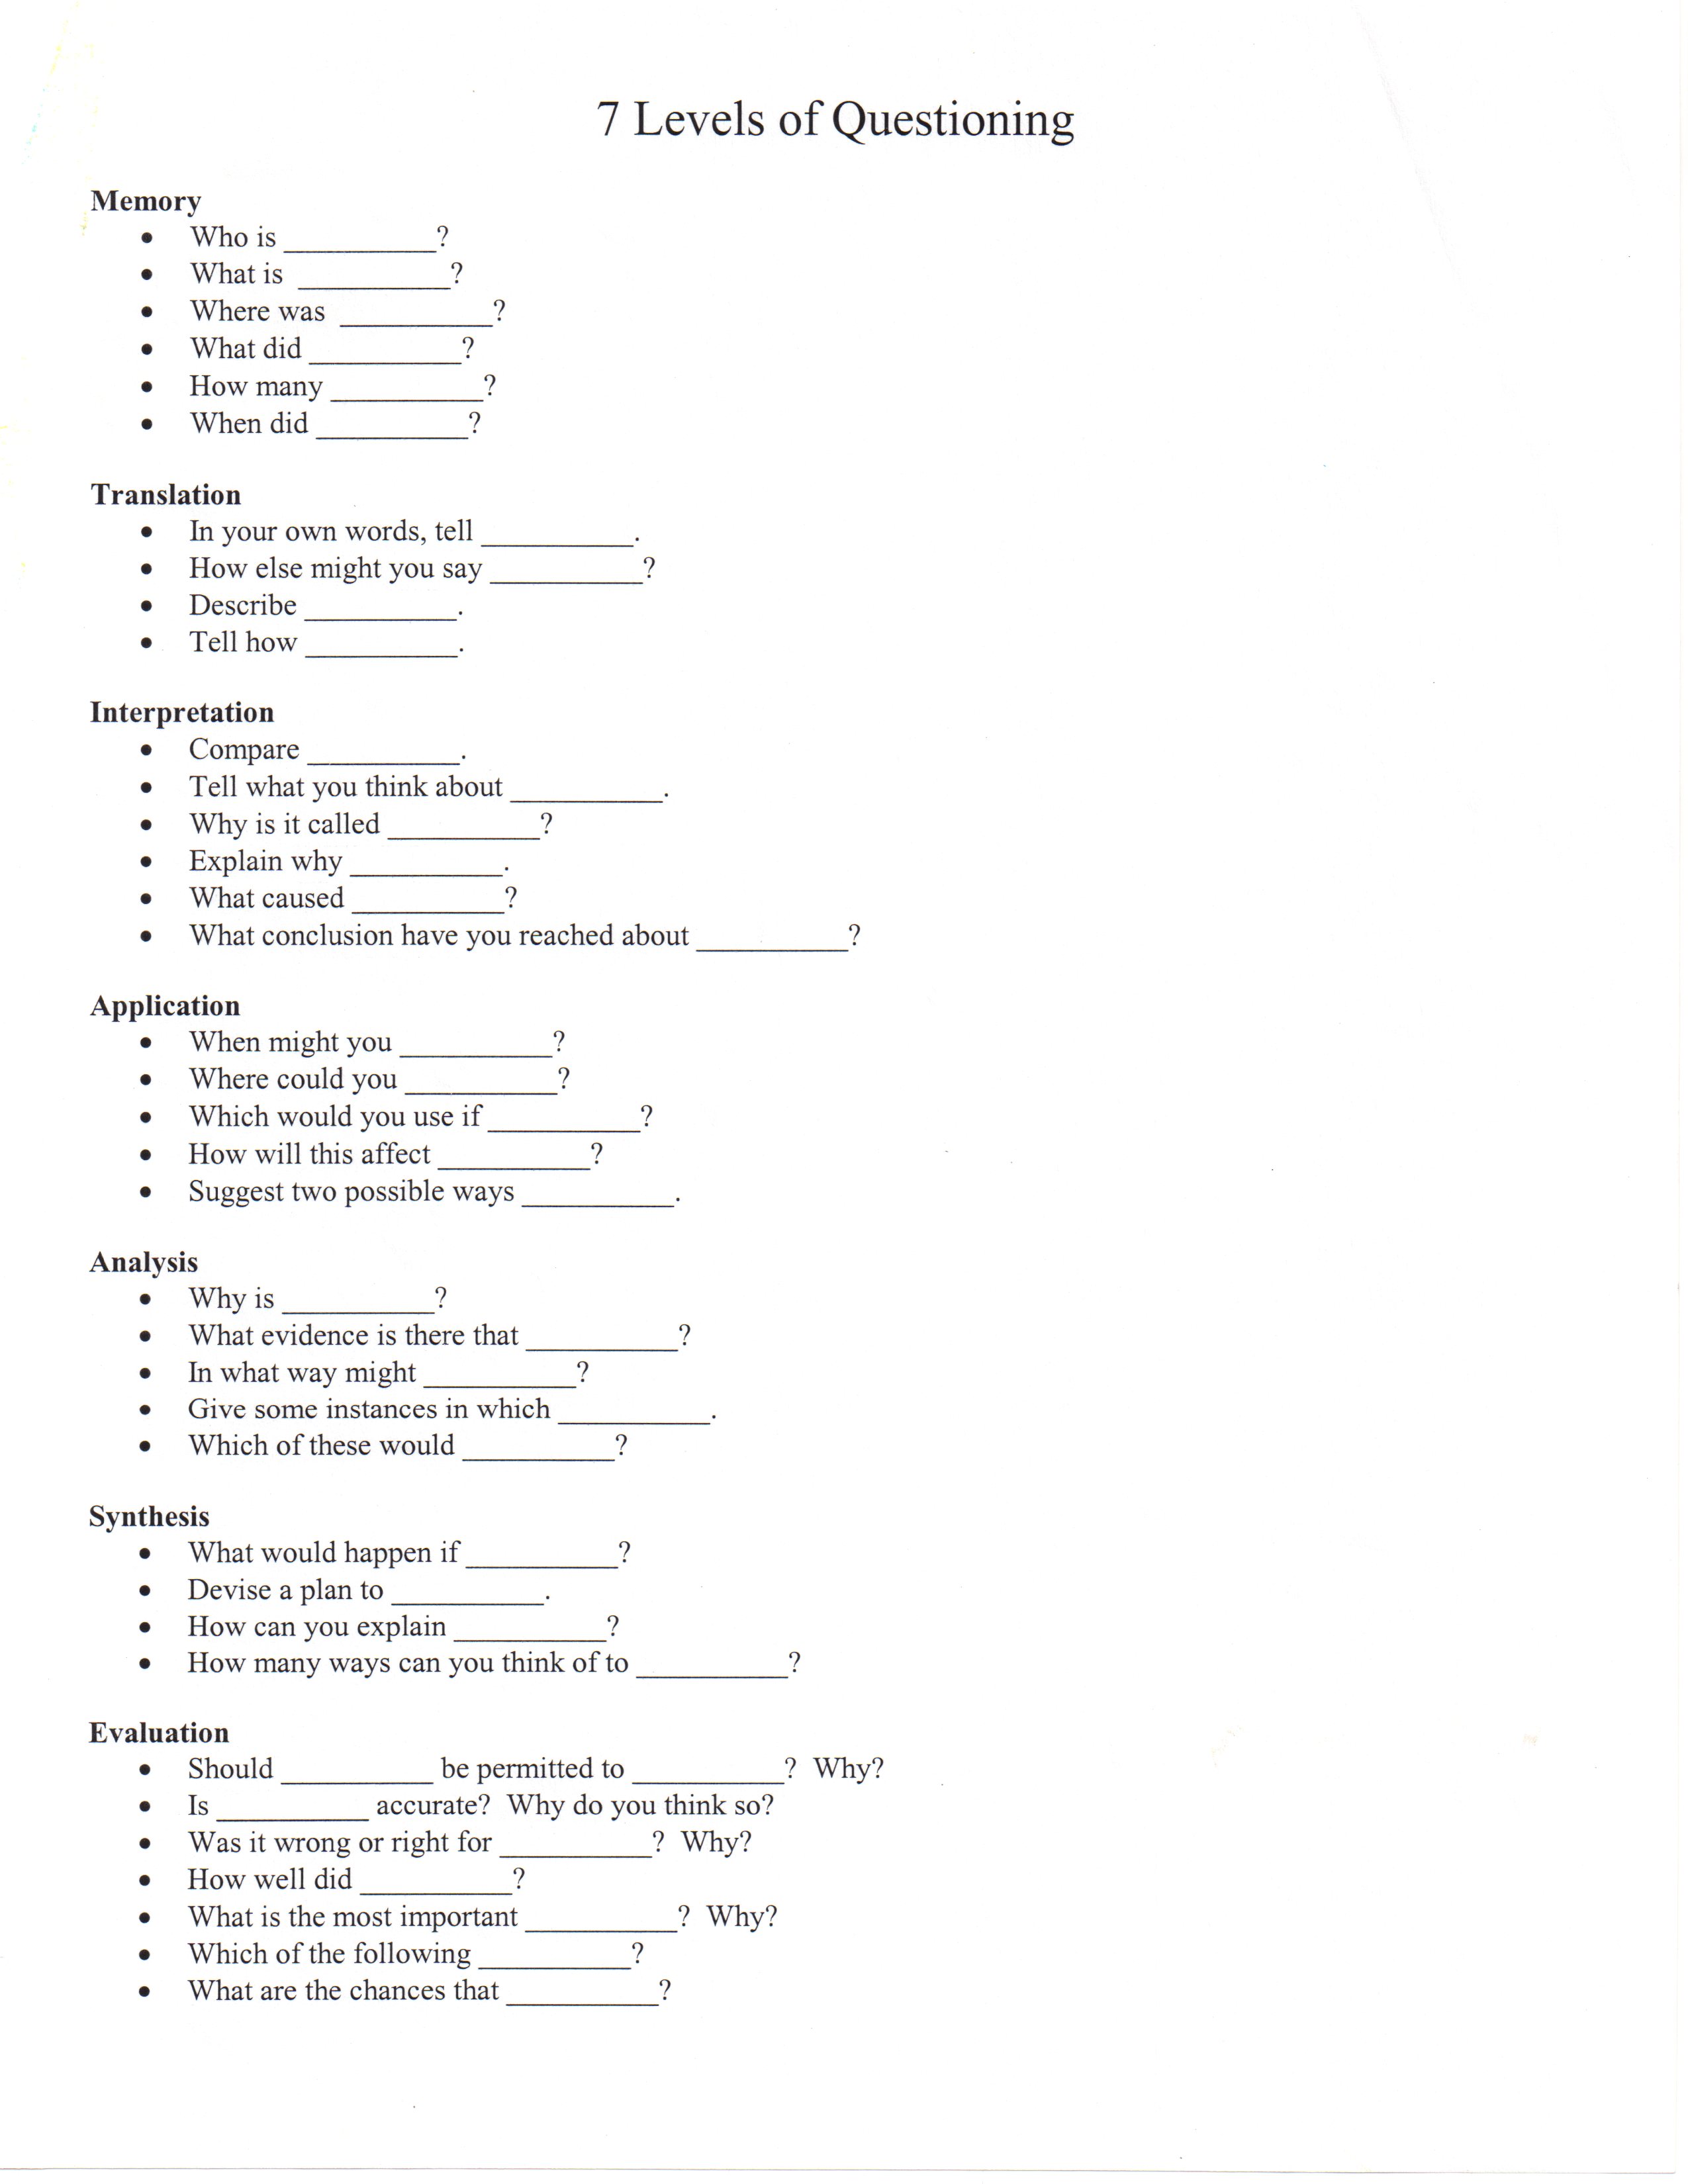 7 Levels of Questioning
Memory
• Who is __________?
• What is __________?
• Where was __________?
• What did __________?
• How many __________?
• When did __________?
Translation
• In your own words, tell __________.
• How else might you say __________?
• Describe __________.
• Tell how __________.
Interpretation
• Compare __________.
• Tell what you think about __________.
• Why is it called __________?
• Explain why __________.
• What caused __________?
• What conclusion have you reached about __________?
Application
• When might you __________?
• Where could you __________?
• Which would you use if __________?
• How will this affect __________?
• Suggest two possible ways __________.
Analysis
• Why is __________?
• What evidence is there that __________?
• In what way might __________?
• Give some instances in which __________.
• Which of these would __________?
Synthesis
• What would happen if __________?
• Devise a plan to __________.
• How can you explain __________?
• How many ways can you think of to __________?
Evaluation
• Should __________ be permitted to __________? Why?
• Is __________ accurate? Why do you think so?
• Was it wrong or right for __________? Why?
• How well did __________?
• What is the most important __________? Why?
• Which of the following __________?
• What are the chances that __________?